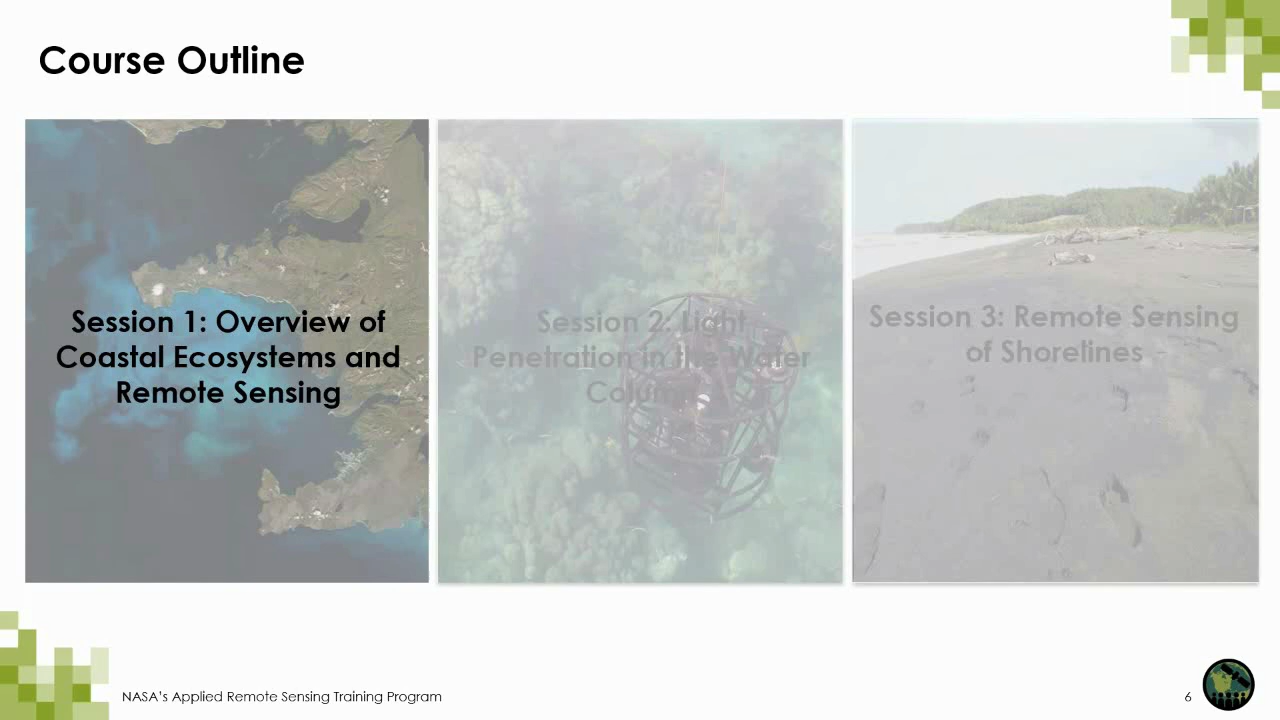 Course Outline
Session 1: Overview of
Coastal Ecosystems and
Remote Sensing
Session 2: Light
Penetration in the Water
Column
Session 3: Remote Sensing
of Shorelines
NASA's Applied Remote Sensing Training Program
6